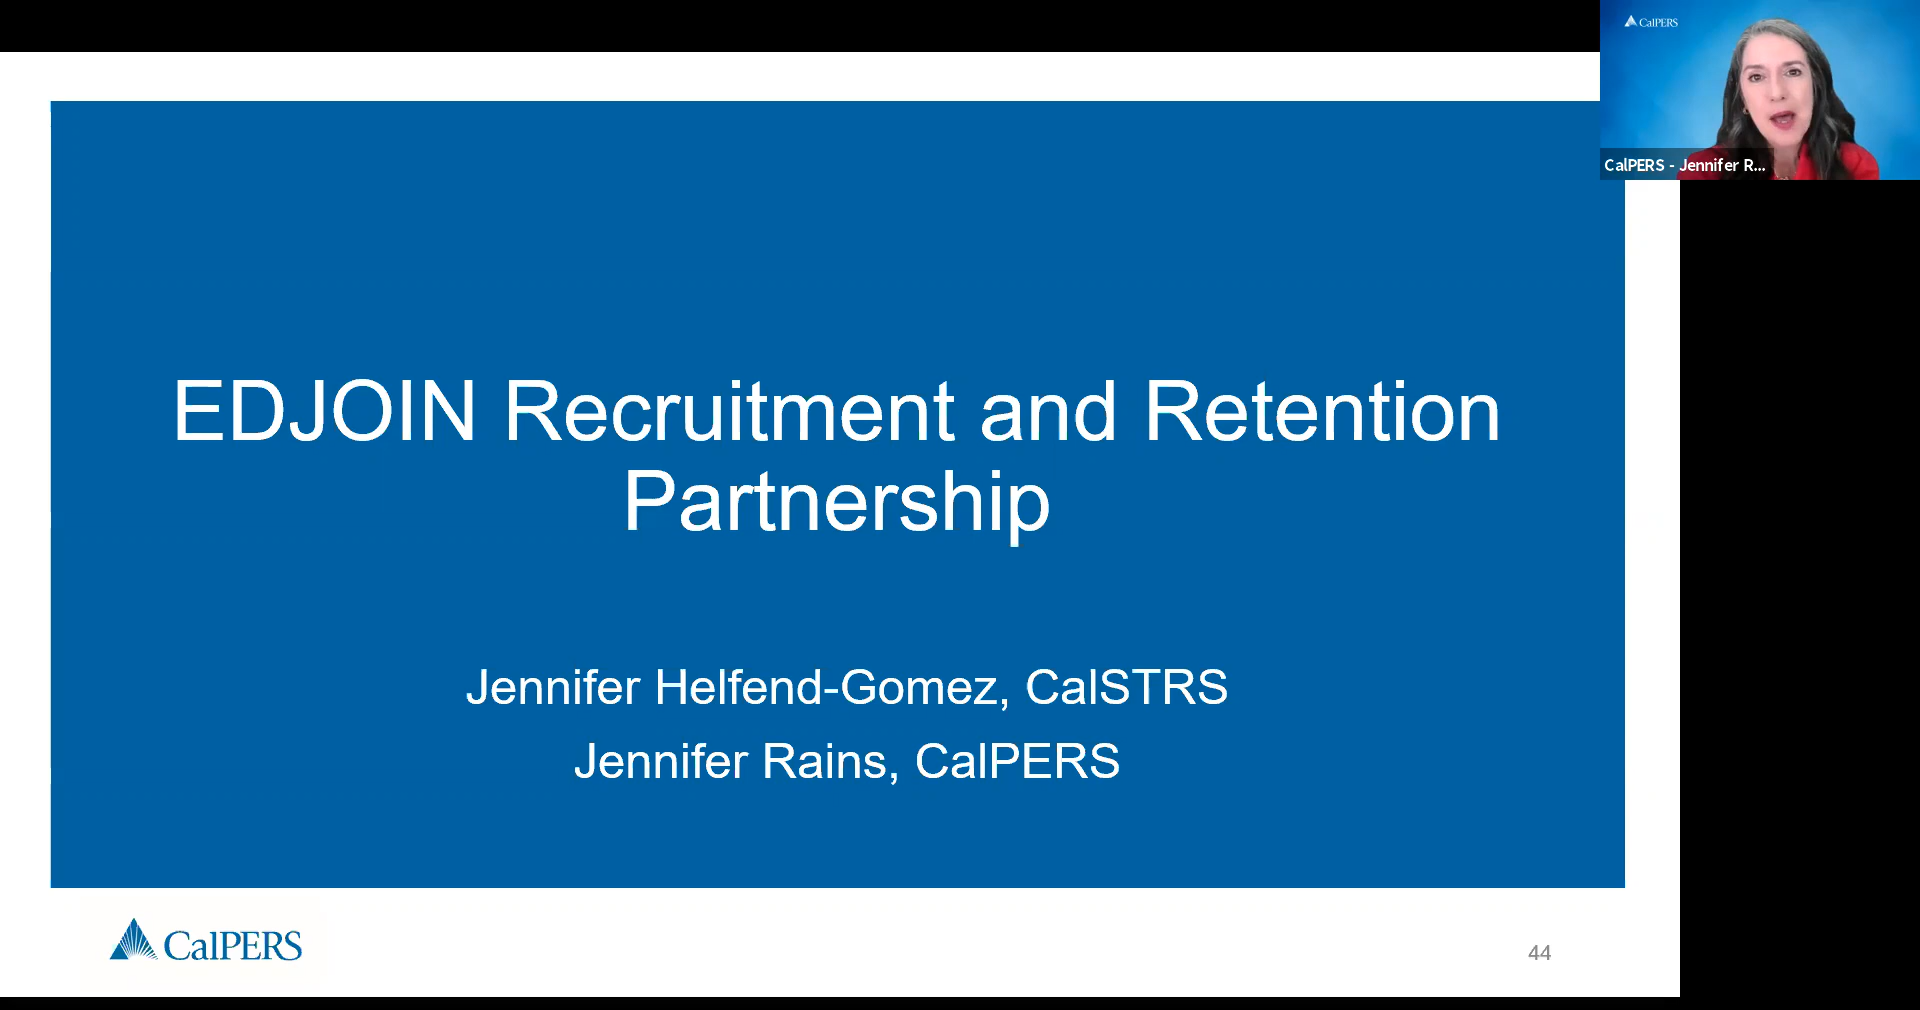 CalPERS
CalPERS - Jennifer R...
EDJOIN Recruitment and Retention
Partnership
Jennifer Helfend-Gomez, CalSTRS
Jennifer Rains, CalPERS
CalPERS
44